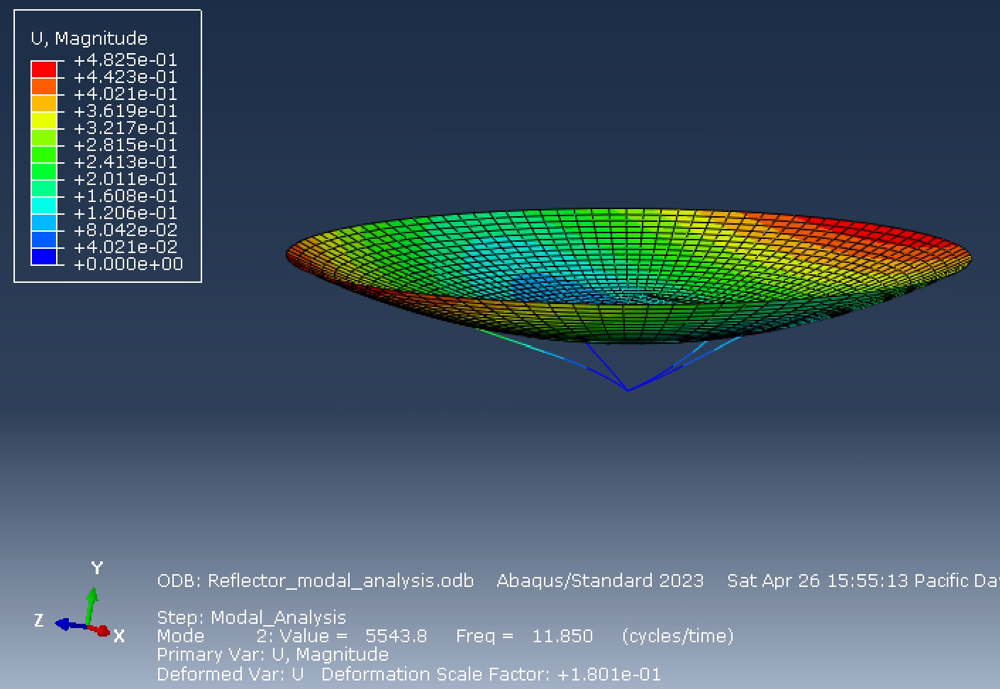 U, Magnitude
+4.825e-01
+4.423e-01
+4.021e-01
+3.619e-01
+3.217e-01
+2.815e-01
+2.413e-01
+2.011e-01
+1.608e-01
+1.206e-01
+8.042e-02
+4.021e-02
+0.000e+00
Y
Z
X
ODB: Reflector_modal_analysis.odb Abaqus/Standard 2023 Sat Apr 26 15:55:13 Pacific Da
Step: Modal_Analysis
Mode 2: Value = 5543.8 Freq = 11.850 (cycles/time)
Primary Var: U, Magnitude
Deformed Var: U Deformation Scale Factor: +1.801e-01